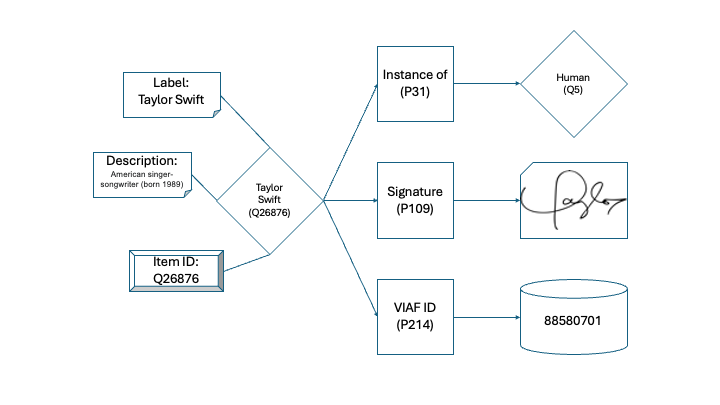 Label:
Taylor Swift
Description:
American singer-
songwriter (born 1989)
Item ID:
Q26876
Taylor
Swift
(Q26876)
Instance of
(P31)
Human
(Q5)
Signature
(P109)
Taylor
VIAF ID
(P214)
88580701